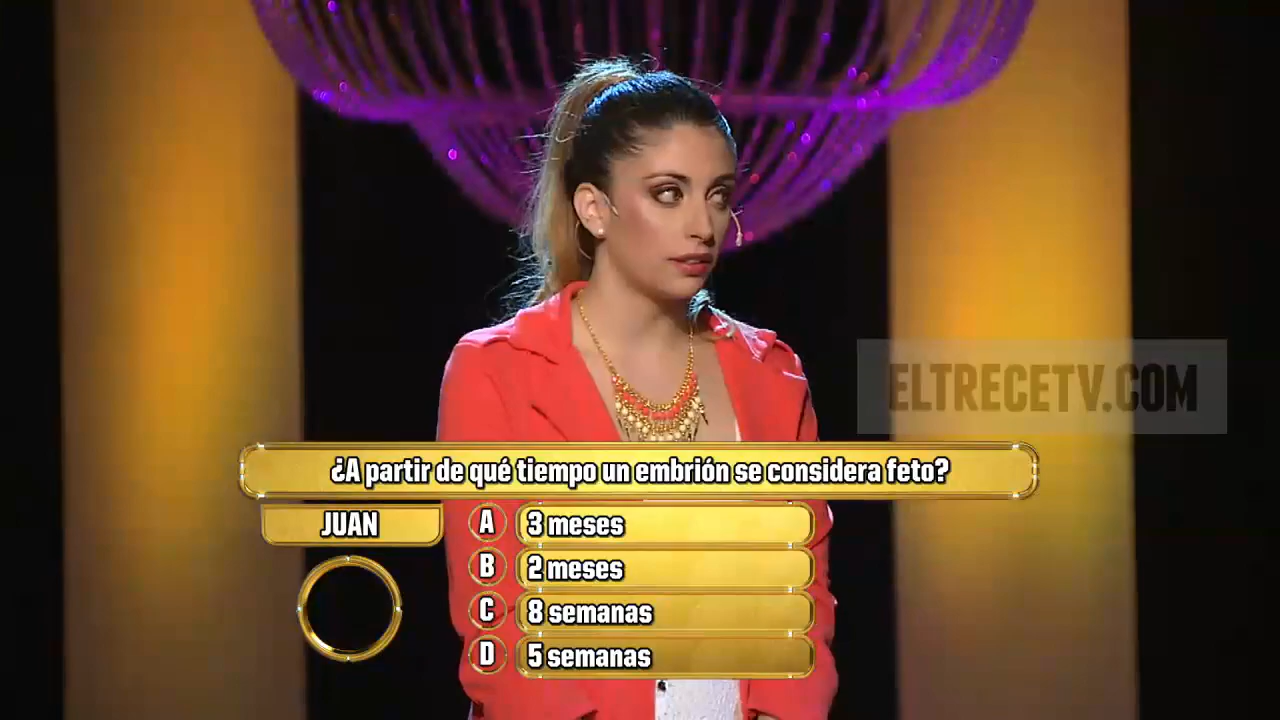 ELTRECETV.COM
¿A partir de qué tiempo un embrión se considera feto?
JUAN
A 3 meses
B 2 meses
C 8 semanas
D 5 semanas